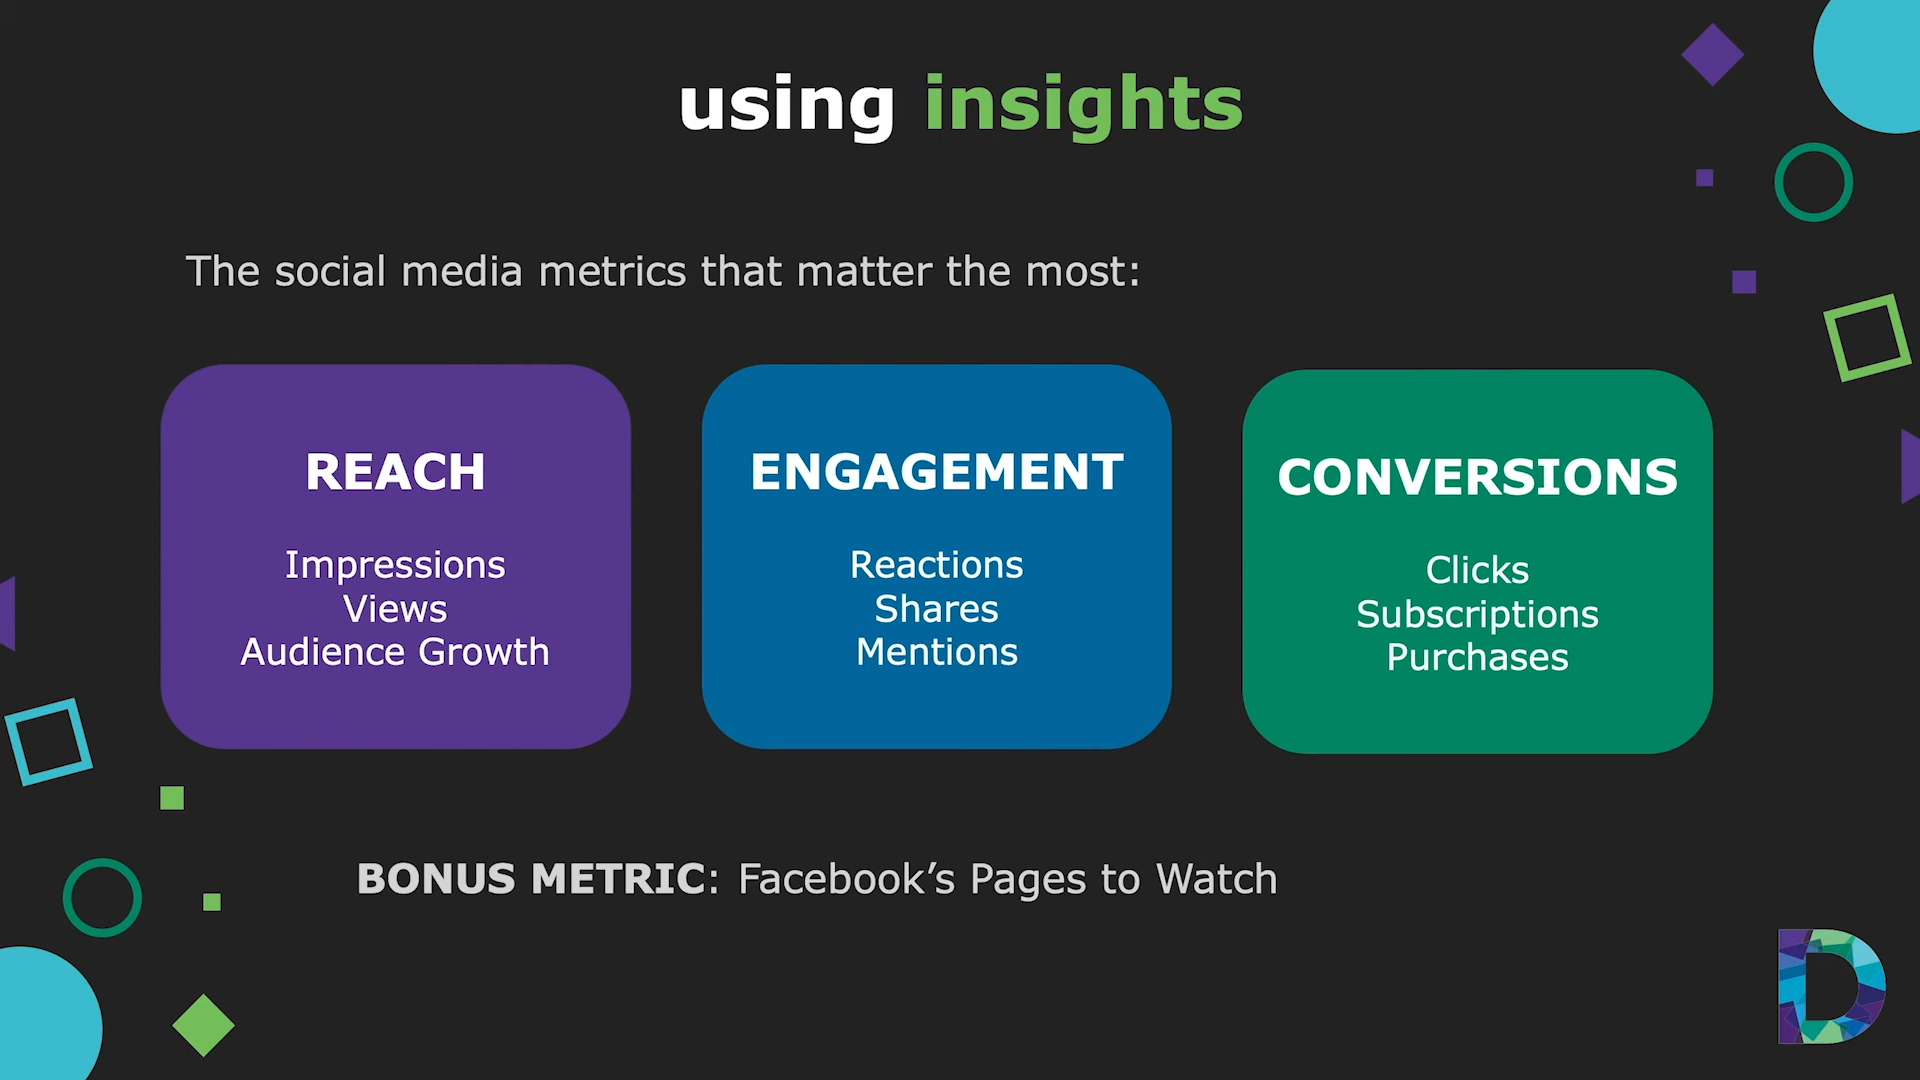 using insights
The social media metrics that matter the most:
REACH
Impressions
Views
Audience Growth
ENGAGEMENT
Reactions
Shares
Mentions
CONVERSIONS
Clicks
Subscriptions
Purchases
BONUS METRIC: Facebook’s Pages to Watch
D